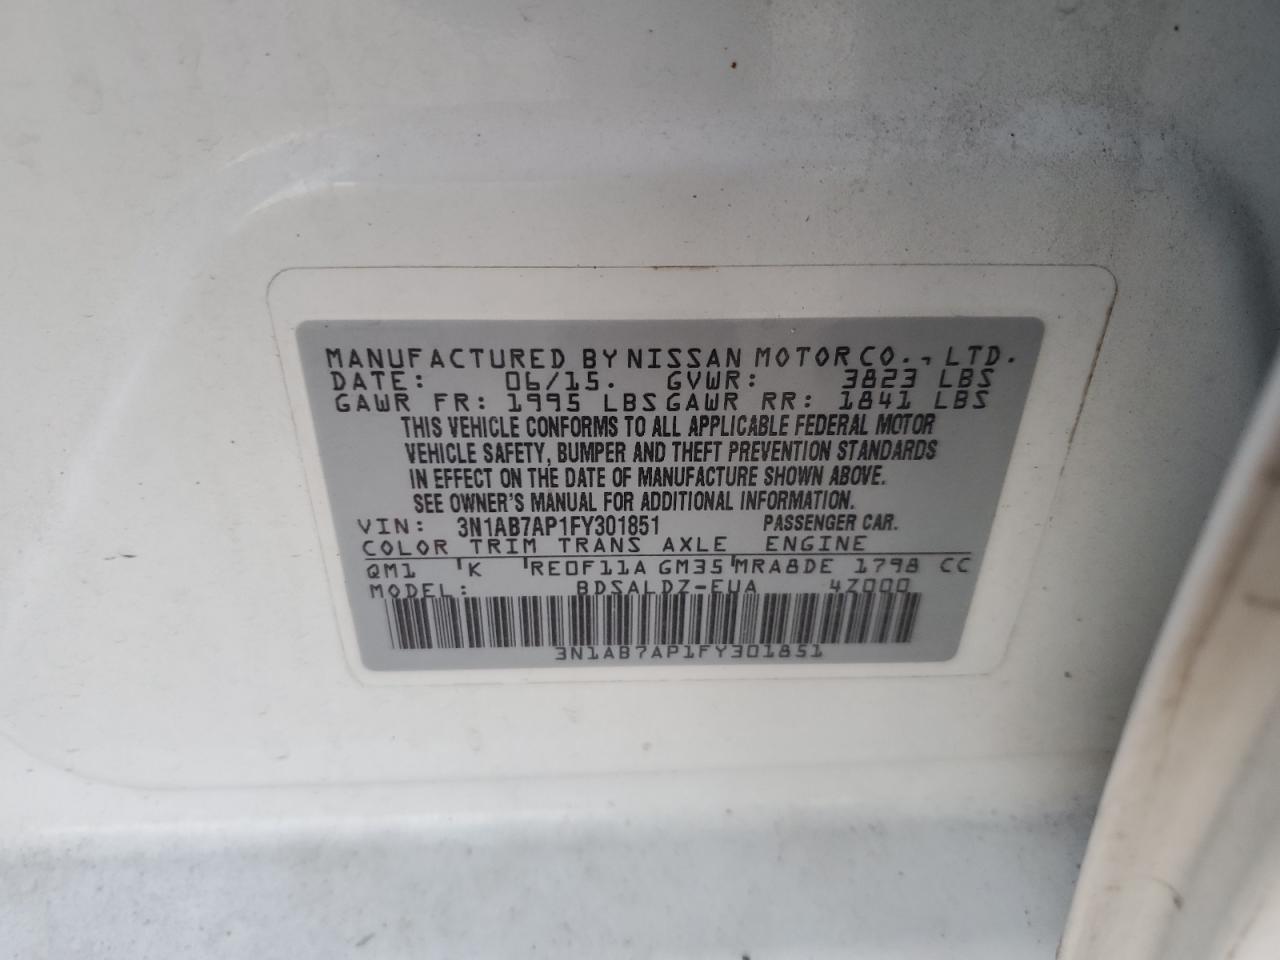 MANUFACTURED BY NISSAN MOTOR CO., LTD.
DATE: 06/15. GVWR: 3823 LBS
GAWR FR: 1995 LBS GAWR RR: 1841 LBS
THIS VEHICLE CONFORMS TO ALL APPLICABLE FEDERAL MOTOR
VEHICLE SAFETY, BUMPER AND THEFT PREVENTION STANDARDS
IN EFFECT ON THE DATE OF MANUFACTURE SHOWN ABOVE.
SEE OWNER'S MANUAL FOR ADDITIONAL INFORMATION.
VIN: 3N1AB7AP1FY301851 PASSENGER CAR.
COLOR TRIM TRANS AXLE ENGINE
QM1 K RE0F11A GM35 MRA8DE 1798 CC
MODEL: BDSALDZ-EUA 4Z000
3N1AB7AP1FY301851